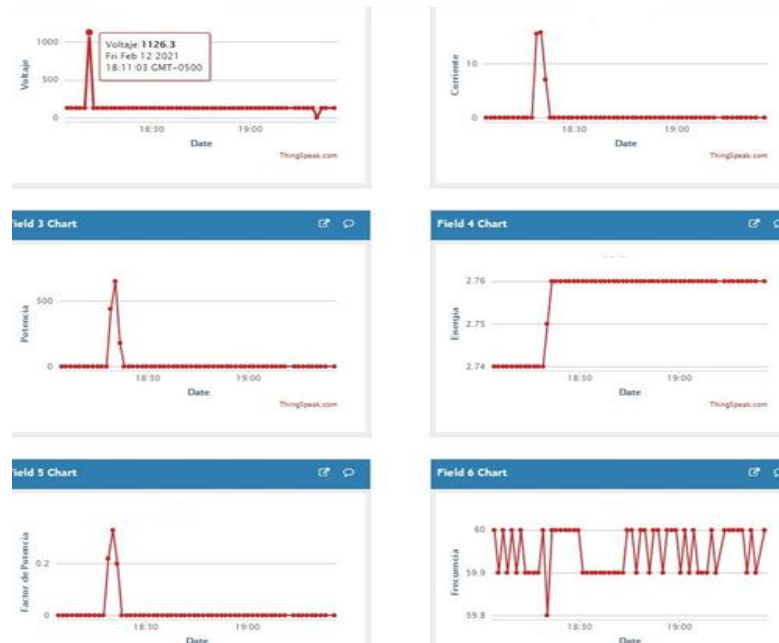 1000
500
0
Voltaje
Voltaje: 1126.3
Fri Feb 12 2021
18:11:03 GMT-0500
18:30
19:00
Date
ThingSpeak.com
10
0
Corriente
18:30
19:00
Date
ThingSpeak.com
ield 3 Chart
500
0
Potencia
18:30
19:00
Date
ThingSpeak.com
Field 4 Chart
2.76
2.75
2.74
Energia
18:30
19:00
Date
ThingSpeak.com
ield 5 Chart
0.2
0
Factor de Potencia
18:30
19:00
Date
Field 6 Chart
60
59.9
59.8
Frecuencia
18:30
19:00
Date